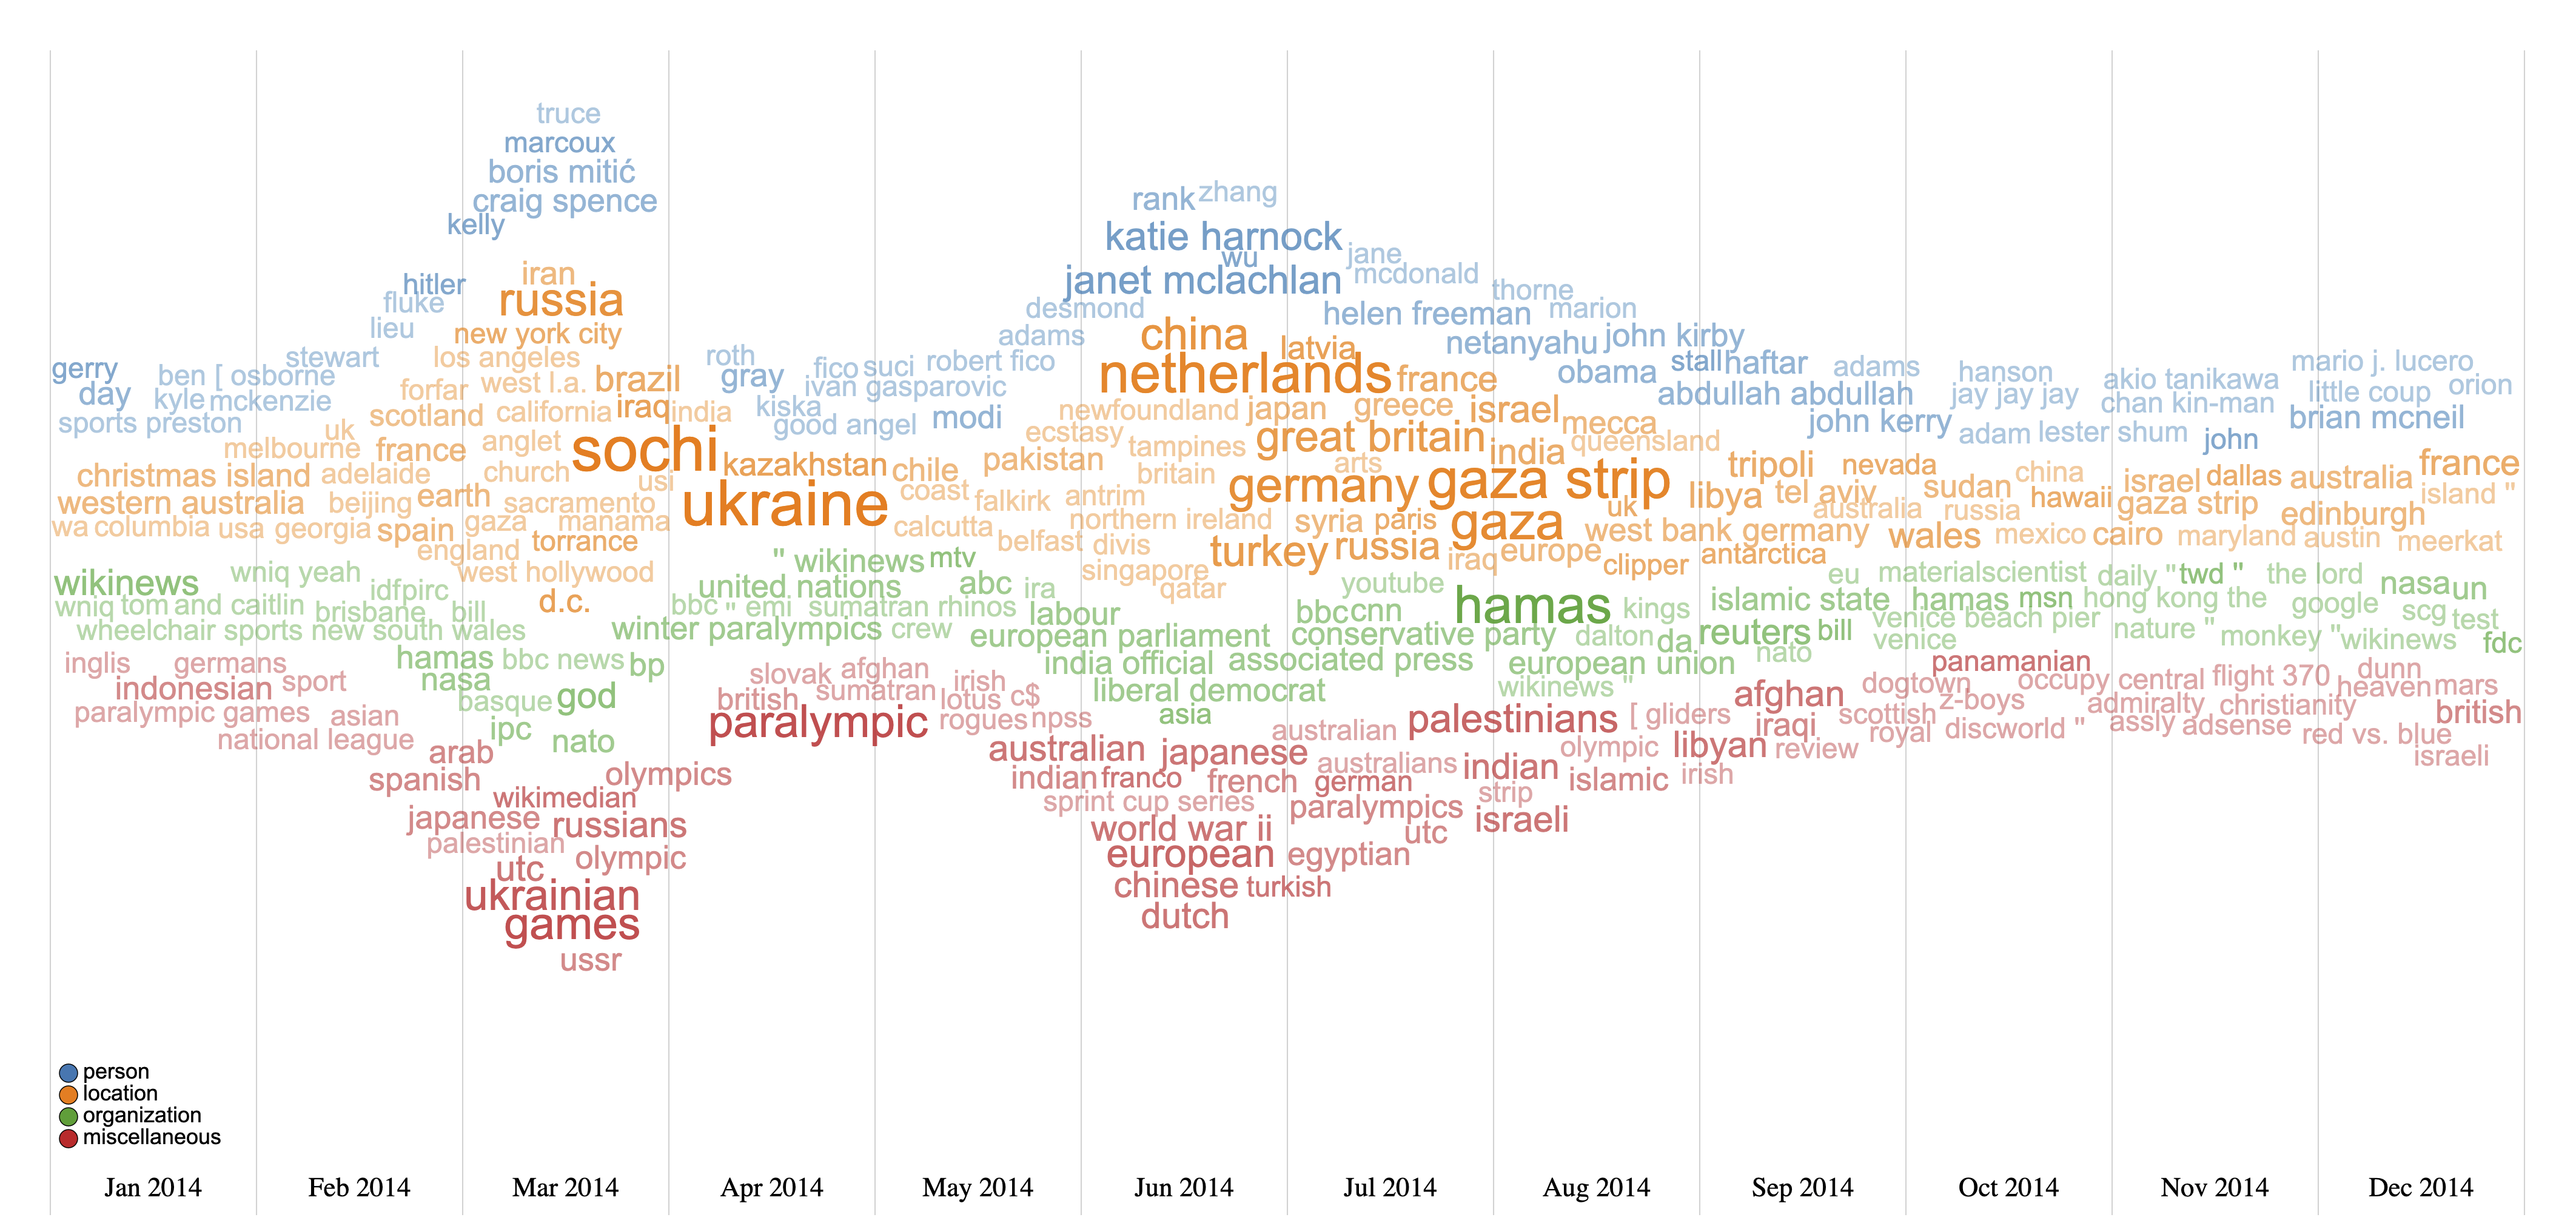 truce
marcoux
boris mitić
craig spence
kelly
rank zhang
katie harnock
wu
jane
janet mclachlan
mcdonald
iran
hitler
russia
fluke
thorne
desmond
helen freeman
marion
lieu
new york city
adams
china
latvia
netanyahu
john kirby
stewart
los angeles
roth
fico suci robert fico
stall haftar
adams
mario j. lucero
gerry
ben [ osborne
forfar
west l.a.
brazil
gray
ivan gasparovic
netherlands
france
obama
hanson
akio tanikawa
little coup
orion
day
kyle mckenzie
scotland
california
iraq
india
kiska
good angel
modi
newfoundland
japan
greece
israel
mecca
abdullah abdullah
jay jay jay
chan kin-man
brian mcneil
sports preston
uk
melbourne
france
anglet
sochi
ecstasy
tampines
great britain
india
queensland
john kerry
adam lester shum
john
christmas island
adelaide
church
usi
kazakhstan
chile
pakistan
britain
arts
germany
gaza strip
tripoli
nevada
china
israel
dallas
australia
france
western australia
beijing
earth
sacramento
ukraine
coast
falkirk
antrim
libya
tel aviv
sudan
hawaii
gaza strip
island "
wa columbia usa georgia
spain
gaza
manama
calcutta
northern ireland
syria
paris
gaza
uk
australia
russia
edinburgh
england
torrance
belfast
divis
turkey
russia
iraq
europe
west bank
germany
wales
mexico
cairo
maryland
austin
meerkat
west hollywood
" wikinews
mtv
singapore
clipper
antarctica
wikinews
wniq yeah
idfpirc
d.c.
united nations
abc
ira
qatar
youtube
eu
materialscientist
daily "
twd "
the lord
nasa
un
wniq
tom and caitlin
brisbane
bill
bbc
" emi
sumatran rhinos
labour
bbc
cnn
hamas
kings
islamic state
hamas
msn
hong kong
the
google
scg
test
wheelchair sports
new south wales
winter paralympics
crew
european parliament
conservative party
dalton
da
reuters
bill
venice beach pier
venice
nature "
monkey "
wikinews
fdc
inglis
germans
hamas
bbc news
bp
india official
associated press
european union
nato
indonesian
sport
nasa
slovak
afghan
irish
liberal democrat
wikinews "
panamanian
occupy central
flight 370
dunn
paralympic games
asian
basque
god
british
sumatran
lotus
c$
asia
afghan
dogtown
z-boys
heaven
mars
national league
ipc
nato
paralympic
rogues
npss
australian
palestinians
[ gliders
iraqi
scottish
admiralty
christianity
british
arab
australian
japanese
olympic
libyan
review
royal
discworld "
assly
adsense
red vs. blue
spanish
olympics
indian
franco
french
australians
german
indian
islamic
irish
israeli
wikimedian
sprint cup series
paralympics
strip
japanese
russians
world war ii
utc
israeli
palestinian
olympic
european
egyptian
utc
ukrainian
chinese
turkish
games
dutch
ussr
person
location
organization
miscellaneous
Jan 2014 Feb 2014 Mar 2014 Apr 2014 May 2014 Jun 2014 Jul 2014 Aug 2014 Sep 2014 Oct 2014 Nov 2014 Dec 2014